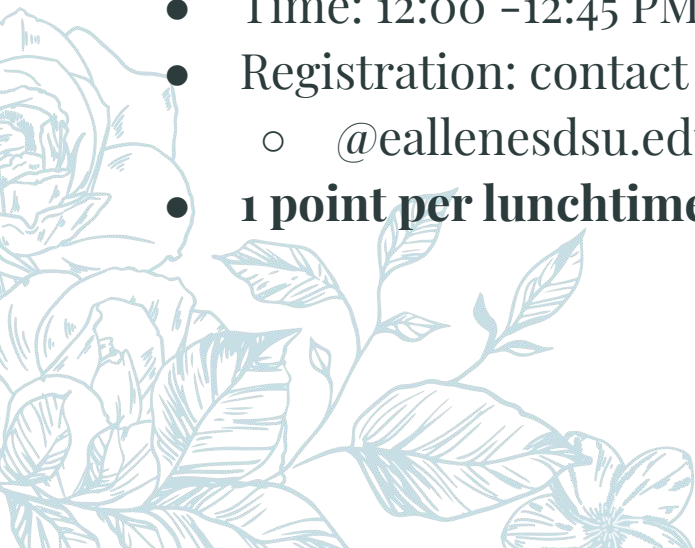 ● Time: 12:00 -12:45 PM
● Registration: contact
○ @eallenesdsu.ed
● 1 point per lunchtime